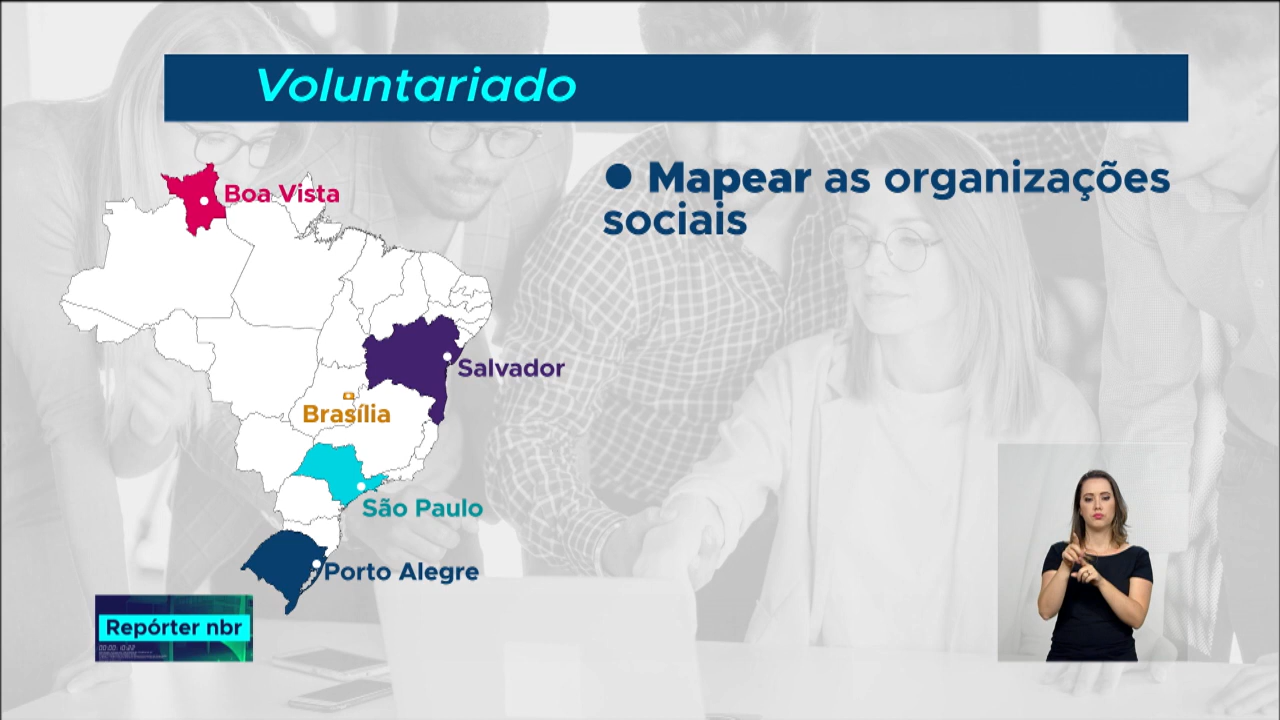 Voluntariado
● Mapear as organizações
sociais
Boa Vista
Salvador
Brasília
São Paulo
Porto Alegre
Repórter nbr